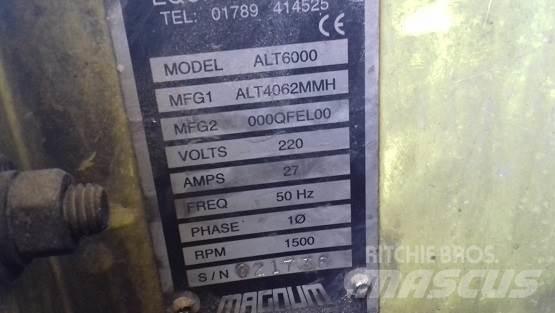 TEL: 01789 414525
CE
MODEL ALT6000
MFG1 ALT4062MMH
MFG2 000QFEL00
VOLTS 220
AMPS 27
FREQ 50 Hz
PHASE 1Ø
RPM 1500
S/N
MAGNUM
RITCHIE BROS.
MASCUS